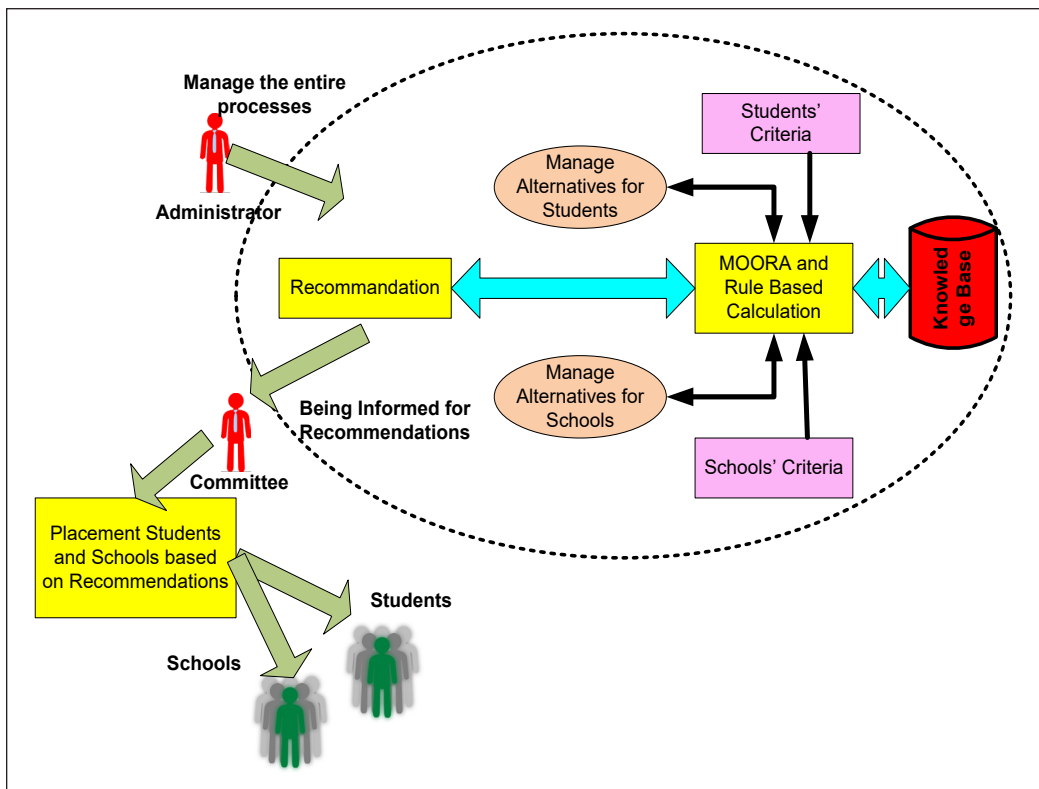 Manage the entire
processes
Administrator
Students'
Criteria
Manage
Alternatives for
Students
Recommandation
MOORA and
Rule Based
Calculation
Knowled
ge Base
Manage
Alternatives for
Schools
Being Informed for
Recommendations
Schools' Criteria
Committee
Placement Students
and Schools based
on Recommendations
Students
Schools